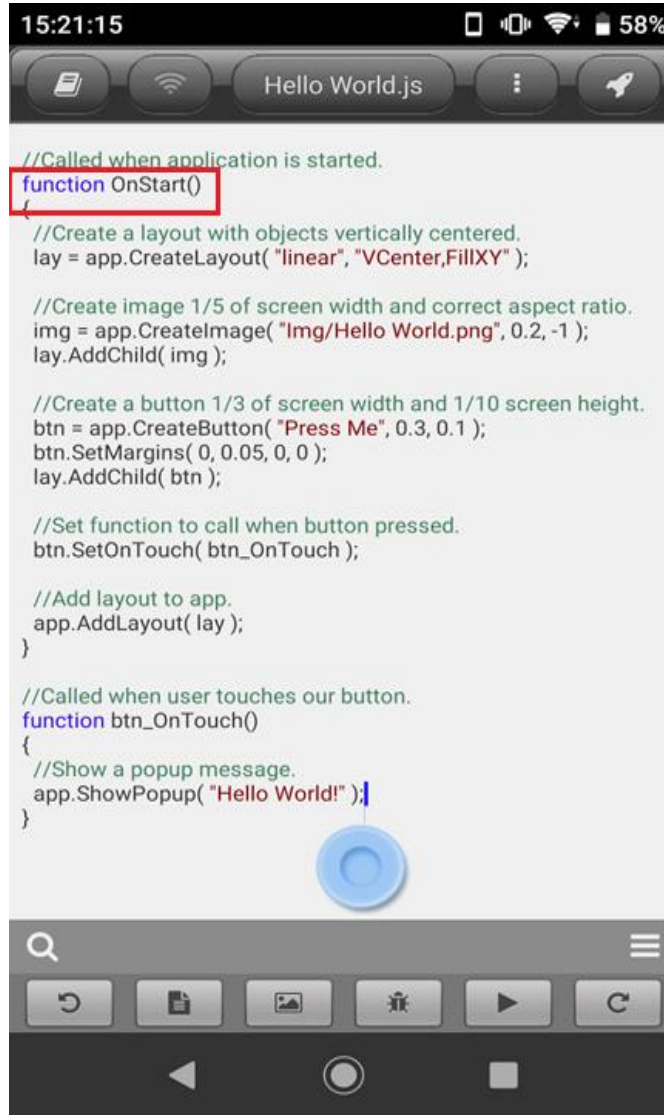 15:21:15 58%
Hello World.js
//Called when application is started.
function OnStart()
{
//Create a layout with objects vertically centered.
lay = app.CreateLayout( "linear", "VCenter,FillXY" );
//Create image 1/5 of screen width and correct aspect ratio.
img = app.CreateImage( "Img/Hello World.png", 0.2, -1 );
lay.AddChild( img );
//Create a button 1/3 of screen width and 1/10 screen height.
btn = app.CreateButton( "Press Me", 0.3, 0.1 );
btn.SetMargins( 0, 0.05, 0, 0 );
lay.AddChild( btn );
//Set function to call when button pressed.
btn.SetOnTouch( btn_OnTouch );
//Add layout to app.
app.AddLayout( lay );
}
//Called when user touches our button.
function btn_OnTouch()
{
//Show a popup message.
app.ShowPopup( "Hello World!" );
}